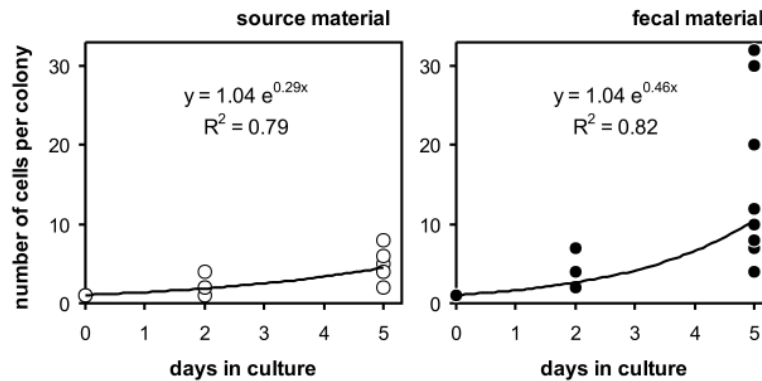 source material
fecal material
number of cells per colony
30
20
10
0
y = 1.04 e^0.29x
R² = 0.79
0 1 2 3 4 5
days in culture
30
20
10
0
y = 1.04 e^0.46x
R² = 0.82
0 1 2 3 4 5
days in culture